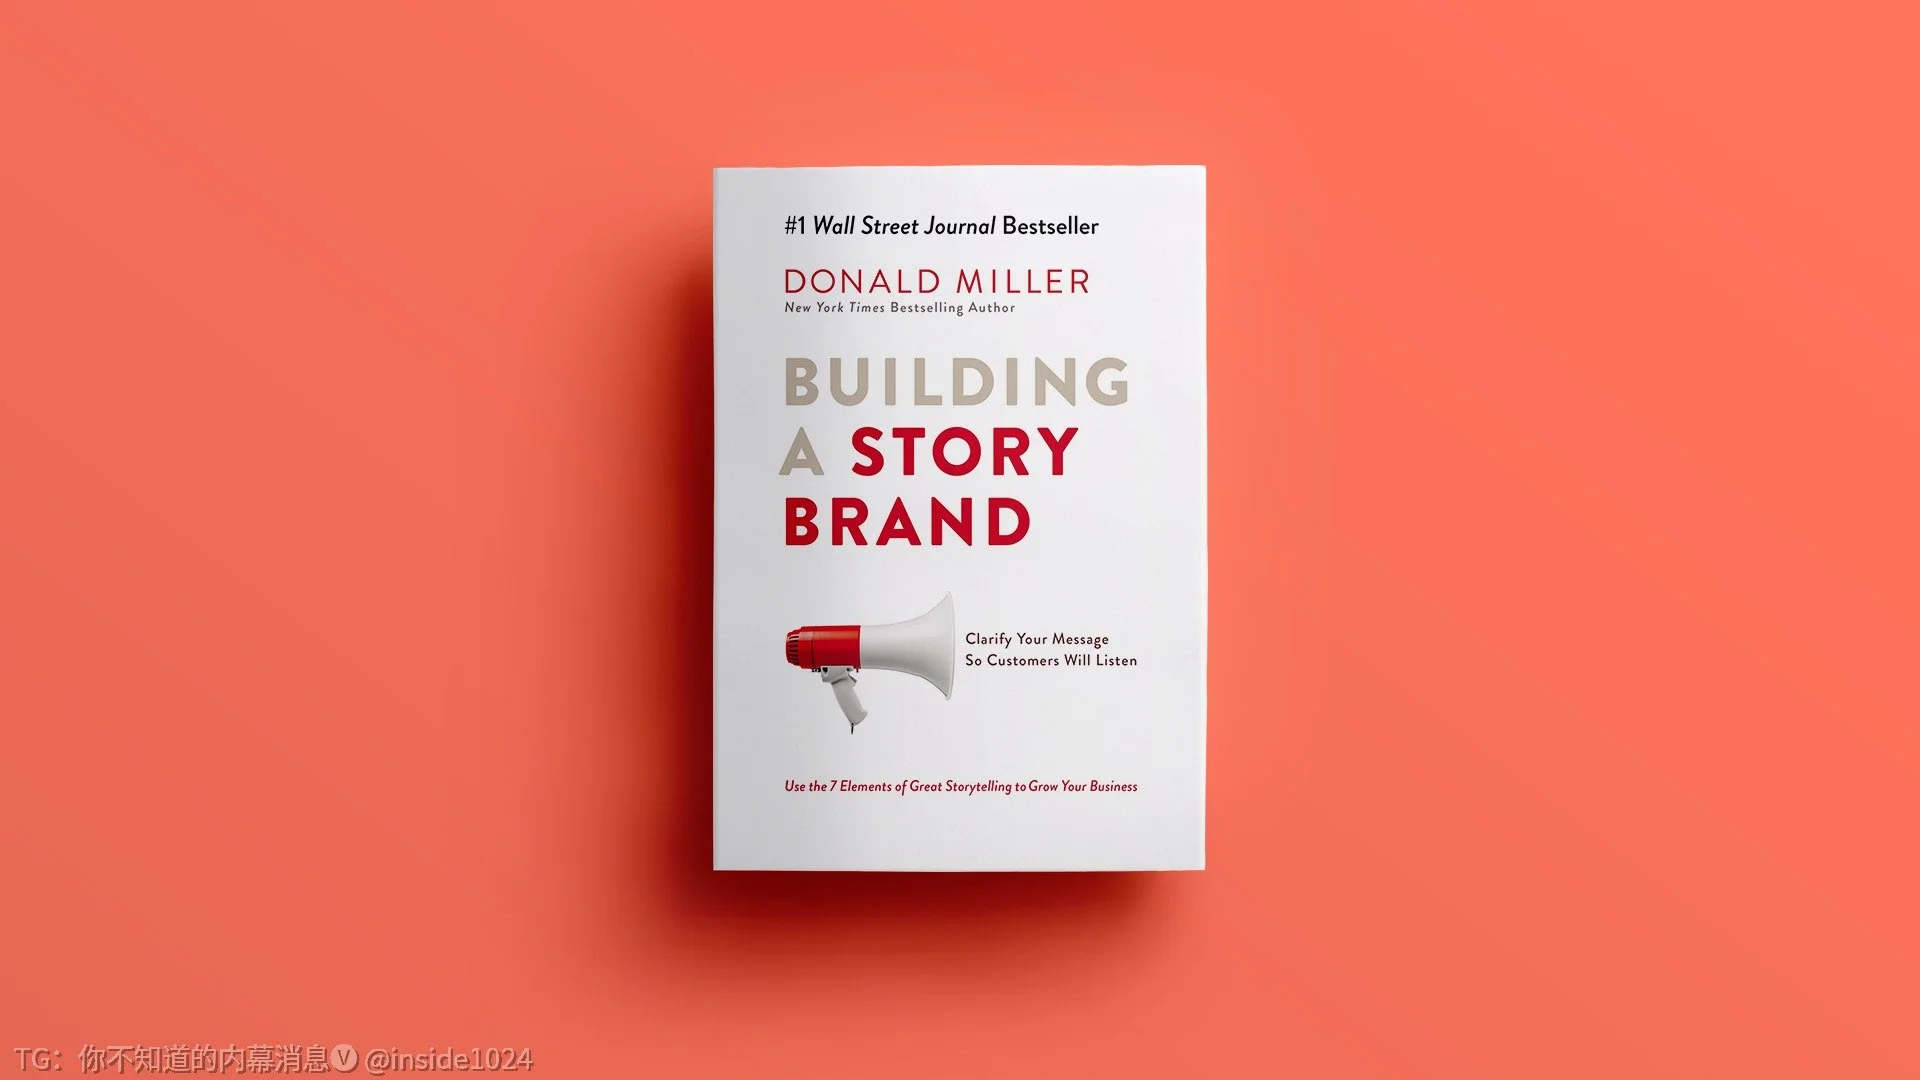 #1 Wall Street Journal Bestseller
DONALD MILLER
New York Times Bestselling Author
BUILDING
A STORY
BRAND
Clarify Your Message
So Customers Will Listen
Use the 7 Elements of Great Storytelling to Grow Your Business
TG：你不知道的内幕消息Ⓥ @inside1024